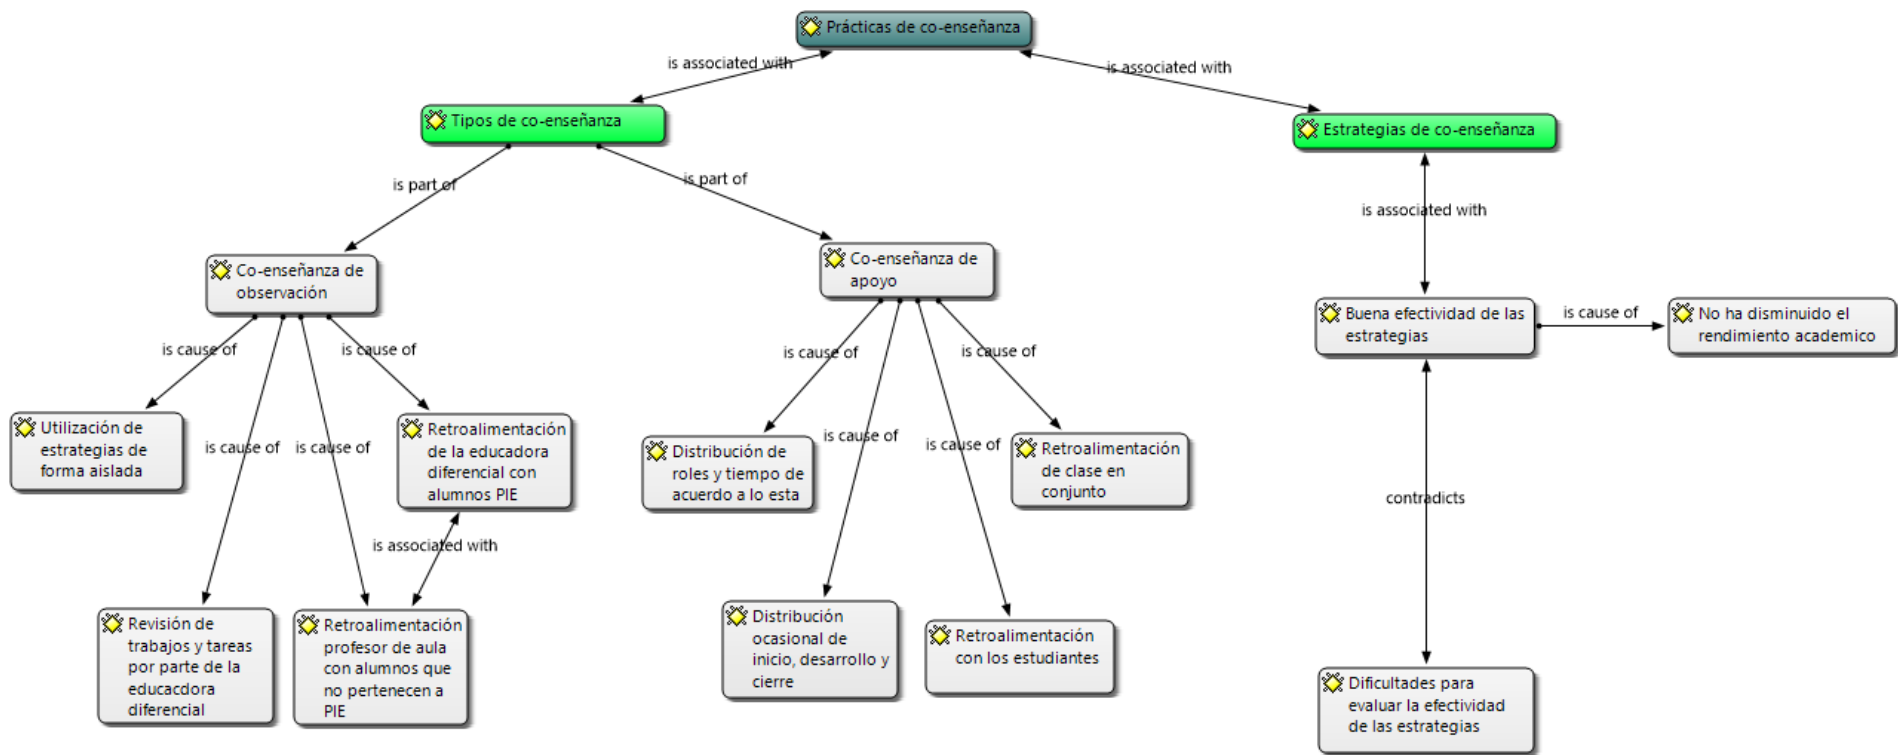 Prácticas de co-enseñanza
is associated with
is associated with
Tipos de co-enseñanza
Estrategias de co-enseñanza
is part of
is part of
is associated with
Co-enseñanza de
observación
Co-enseñanza de
apoyo
Buena efectividad de las
estrategias
is cause of
No ha disminuido el
rendimiento academico
is cause of
is cause of
is cause of
is cause of
Utilización de
estrategias de
forma aislada
is cause of
is cause of
Retroalimentación
de la educadora
diferencial con
alumnos PIE
Distribución de
roles y tiempo de
acuerdo a lo esta
is cause of
is cause of
Retroalimentación
de clase en
conjunto
contradicts
is associated with
Revisión de
trabajos y tareas
por parte de la
educacdora
diferencial
Retroalimentación
profesor de aula
con alumnos que
no pertenecen a
PIE
Distribución
ocasional de
inicio, desarrollo y
cierre
Retroalimentación
con los estudiantes
Dificultades para
evaluar la efectividad
de las estrategias